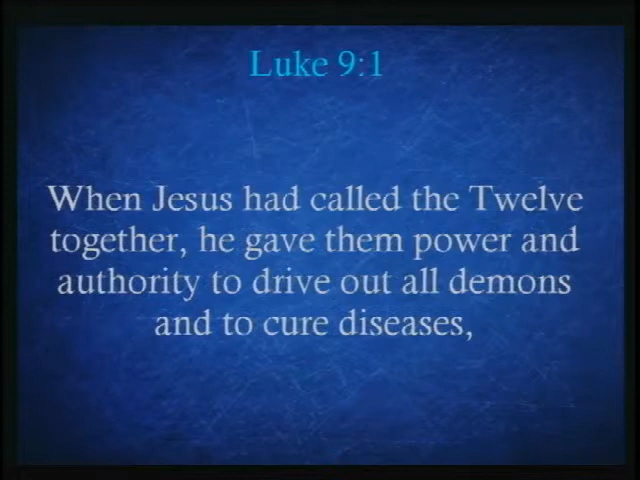 Luke 9:1
When Jesus had called the Twelve
together, he gave them power and
authority to drive out all demons
and to cure diseases,